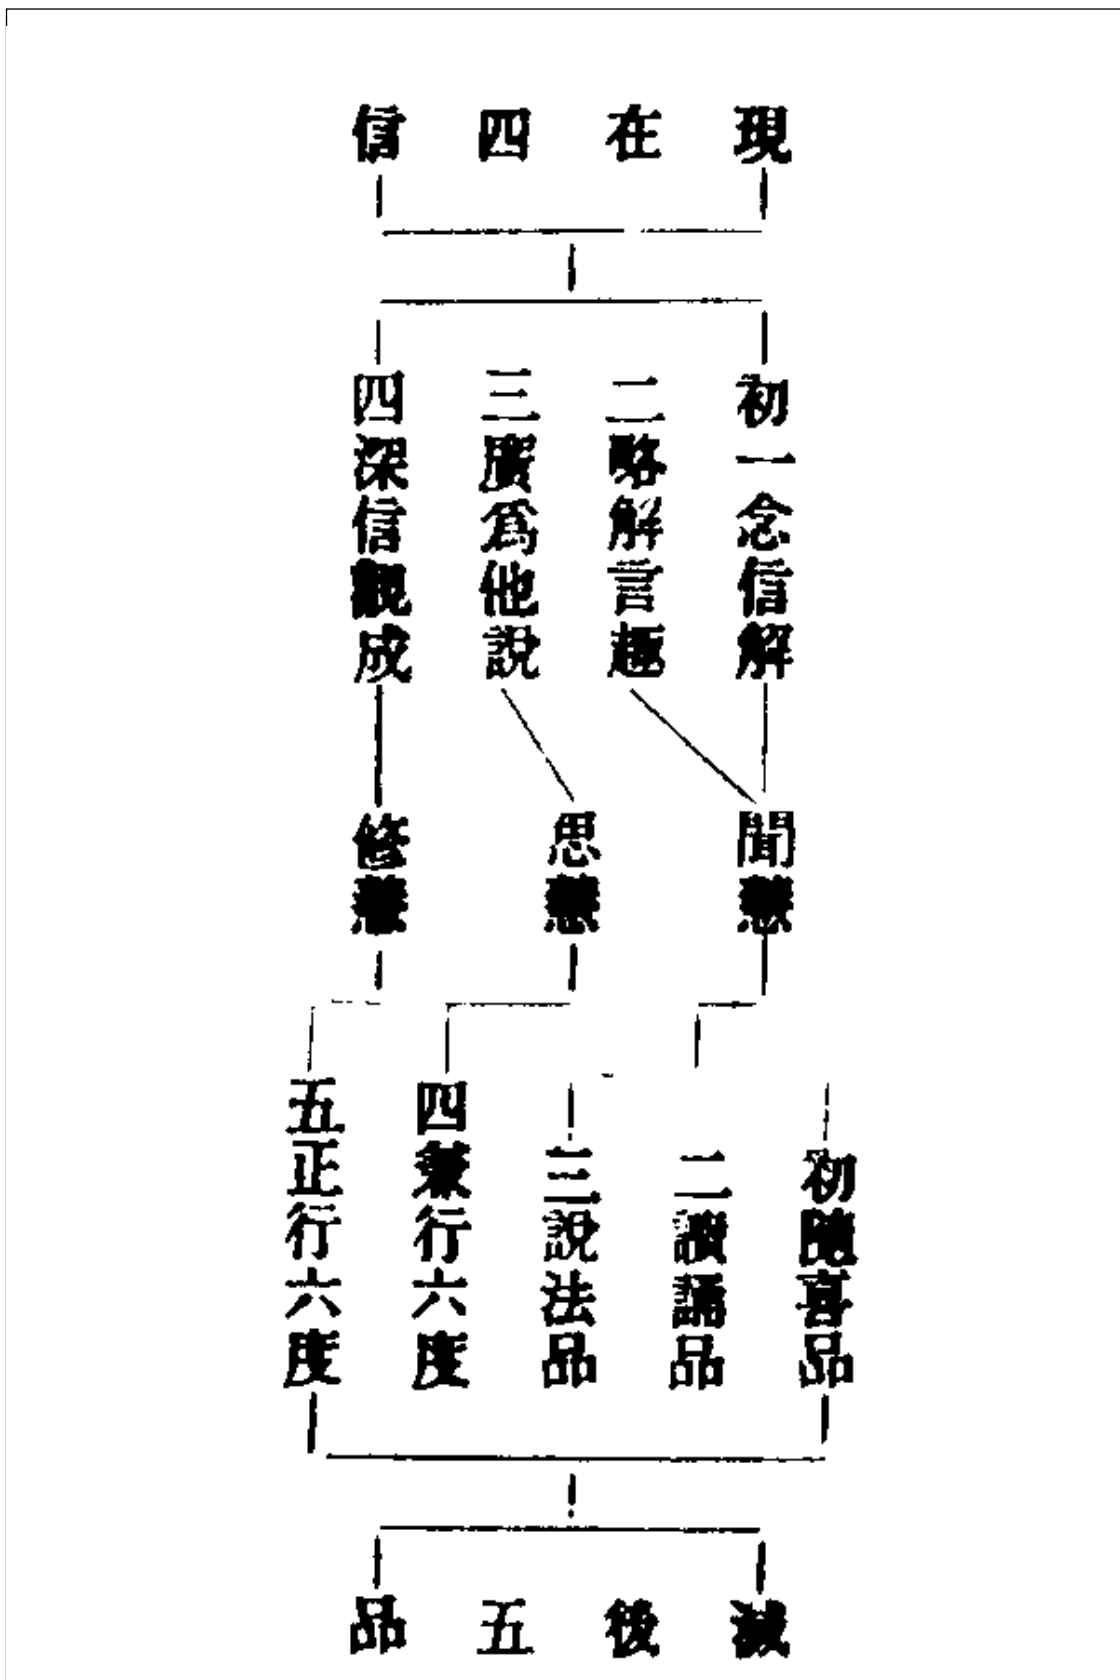 現在四信
初一念信解
二略解言趣
三廣爲他說
四深信觀成
聞慧
思慧
修慧
初隨喜品
二讀誦品
三說法品
四兼行六度
五正行六度
滅後五品